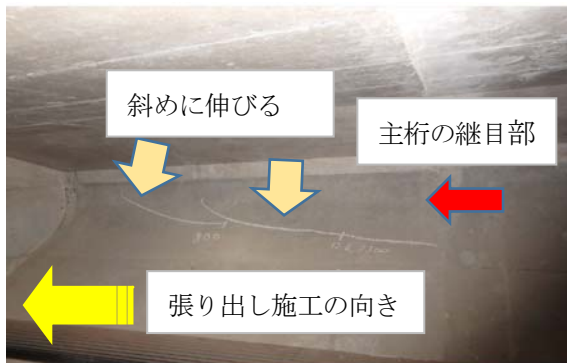 斜めに伸びる
主桁の継目部
張り出し施工の向き